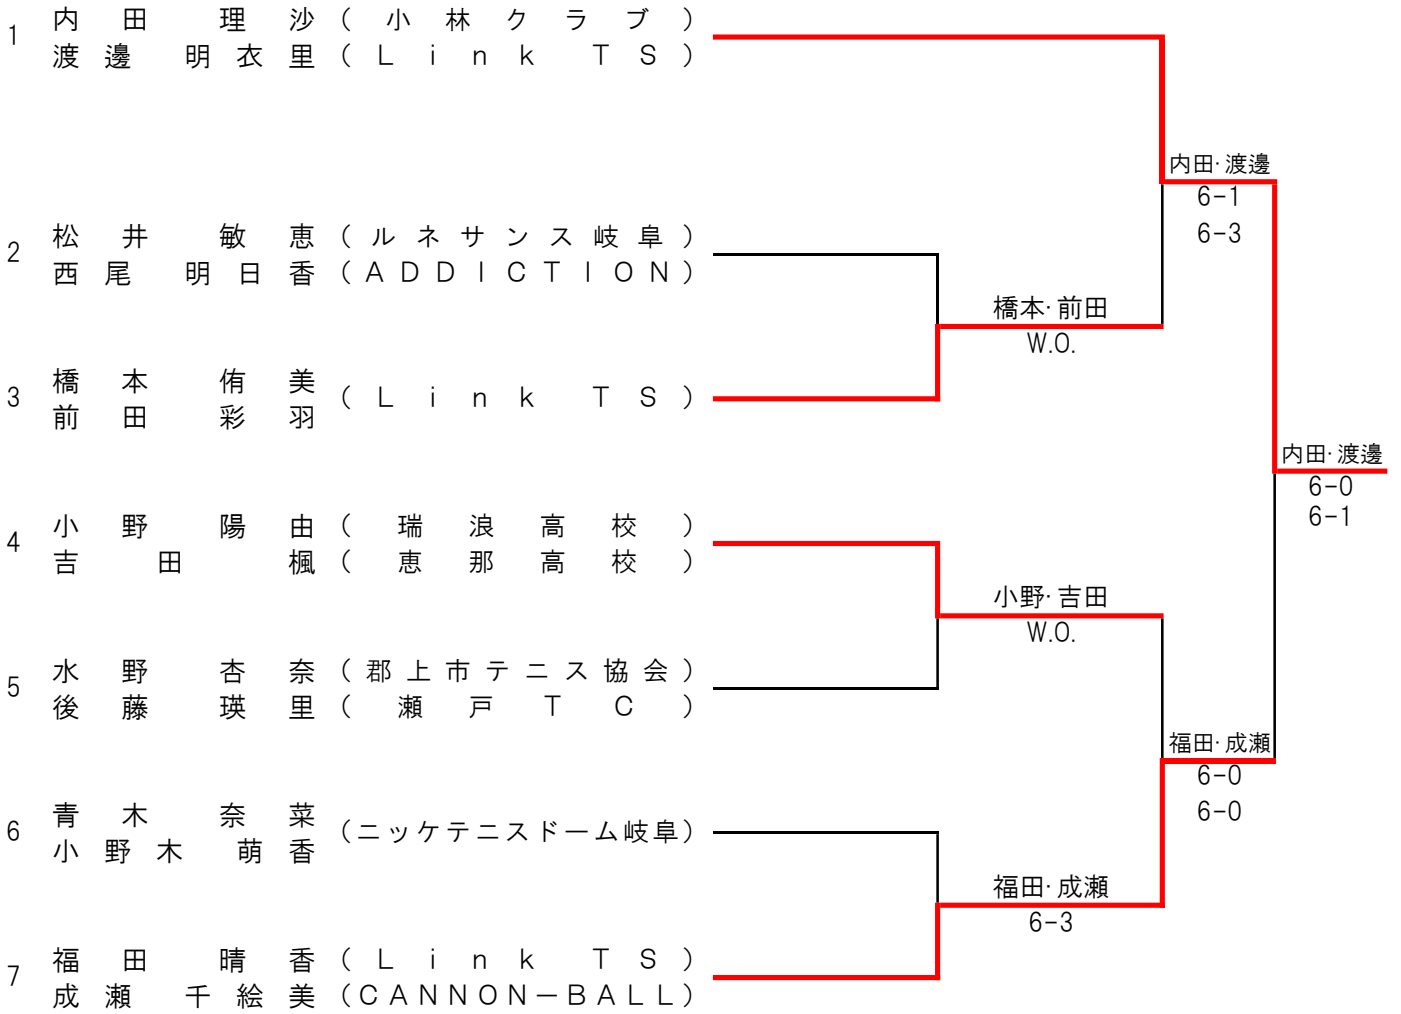 1 内田 理沙 (小林クラブ)
渡邊 明衣里 (Link TS)
内田・渡邊
6-1
6-3
2 松井 敏恵 (ルネサンス岐阜)
西尾 明日香 (ADDICTION)
橋本・前田
W.O.
3 橋本 侑美
前田 彩羽 (Link TS)
内田・渡邊
6-0
6-1
4 小野 陽由 (瑞浪高校)
吉田 楓 (恵那高校)
小野・吉田
W.O.
5 水野 杏奈 (郡上市テニス協会)
後藤 瑛里 (瀬戸TC)
福田・成瀬
6-0
6-0
6 青木 奈菜
小野木 萌香 (ニッケテニスドーム岐阜)
福田・成瀬
6-3
7 福田 晴香 (Link TS)
成瀬 千絵美 (CANNON-BALL)